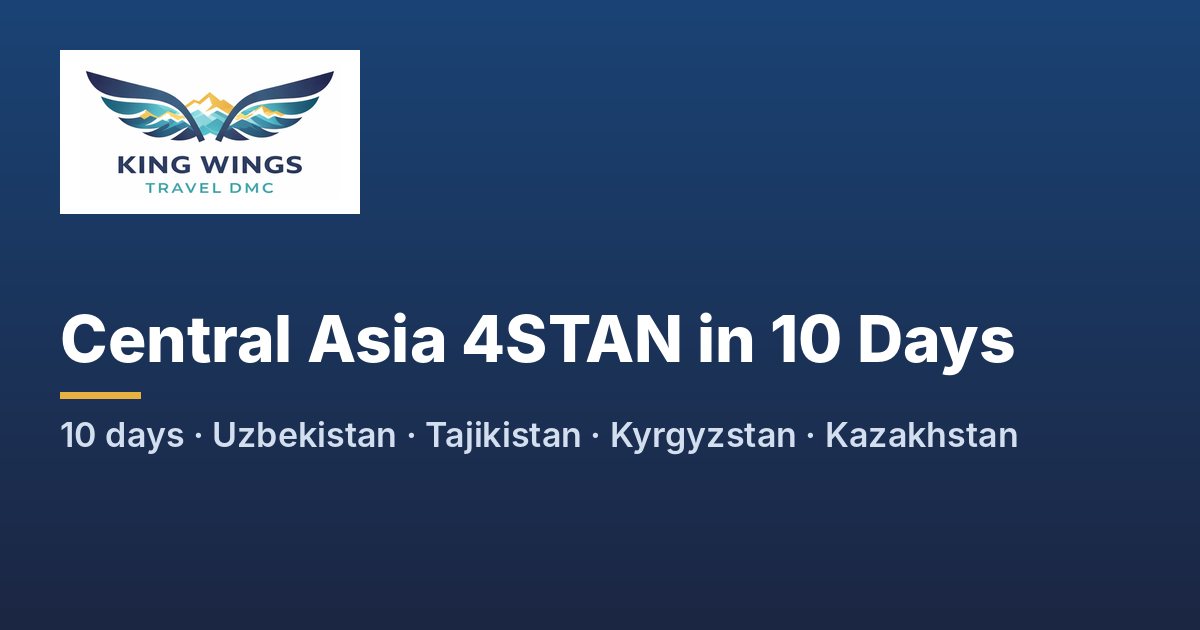 KING WINGS
TRAVEL DMC
Central Asia 4STAN in 10 Days
10 days · Uzbekistan · Tajikistan · Kyrgyzstan · Kazakhstan